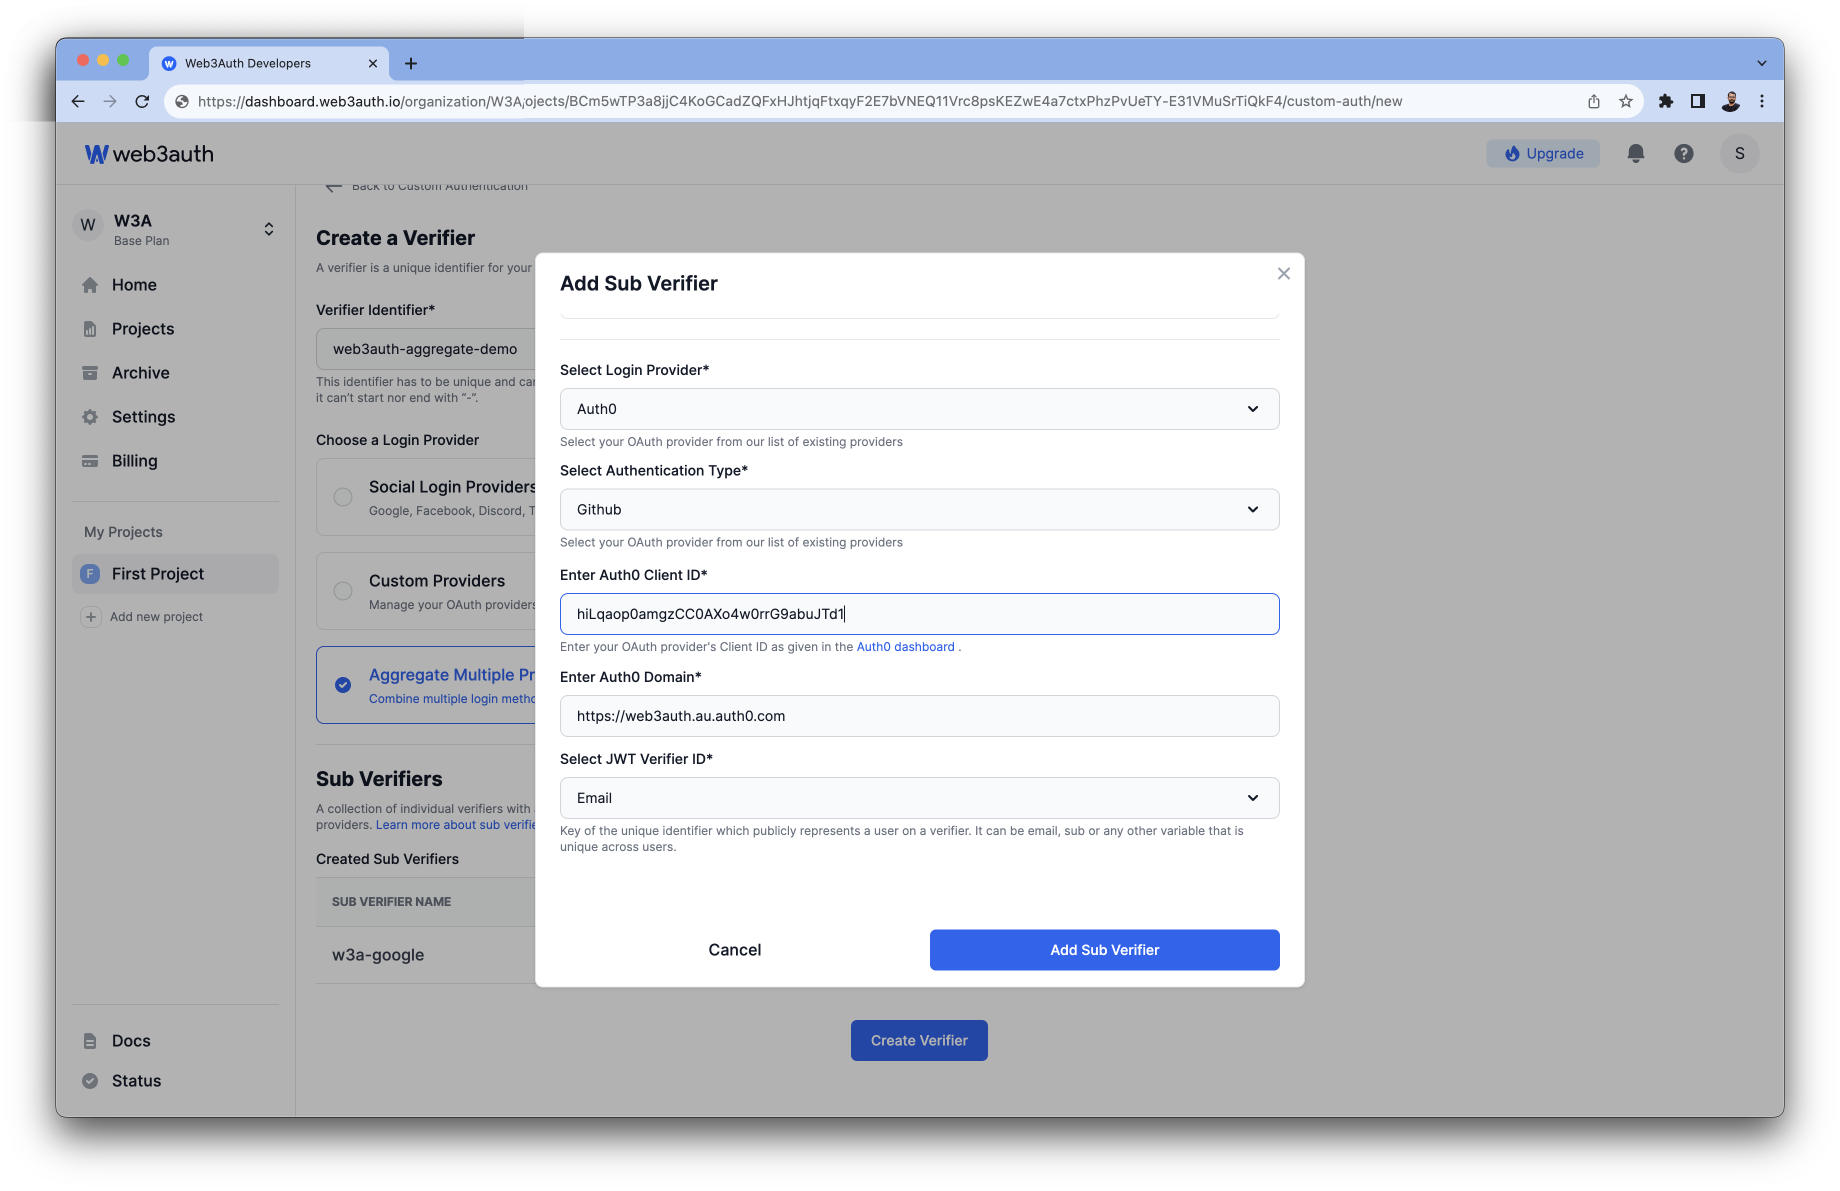 Web3Auth Developers
https://dashboard.web3auth.io/organization/W3A/ojects/BCm5wTP3a8jjC4KoGCadZQFxHJhtjqFtxqyF2E7bVNEQ11Vrc8psKEZwE4a7ctxPhzPvUeTY-E31VMuSrTiQkF4/custom-auth/new
web3auth
Upgrade
S
W
W3A
Base Plan
Home
Projects
Archive
Settings
Billing
My Projects
F
First Project
Add new project
Docs
Status
Back to Custom Authentication
Create a Verifier
A verifier is a unique identifier for your
Verifier Identifier*
web3auth-aggregate-demo
This identifier has to be unique and can
it can't start nor end with "-".
Choose a Login Provider
Social Login Providers
Google, Facebook, Discord, T
Custom Providers
Manage your OAuth providers
Aggregate Multiple Pr
Combine multiple login metho
Sub Verifiers
A collection of individual verifiers with
providers. Learn more about sub verifie
Created Sub Verifiers
SUB VERIFIER NAME
w3a-google
Create Verifier
Add Sub Verifier
Select Login Provider*
Auth0
Select your OAuth provider from our list of existing providers
Select Authentication Type*
Github
Select your OAuth provider from our list of existing providers
Enter Auth0 Client ID*
hiLqaop0amgzCC0AXo4w0rrG9abuJTd1
Enter your OAuth provider's Client ID as given in the Auth0 dashboard .
Enter Auth0 Domain*
https://web3auth.au.auth0.com
Select JWT Verifier ID*
Email
Key of the unique identifier which publicly represents a user on a verifier. It can be email, sub or any other variable that is
unique across users.
Cancel
Add Sub Verifier